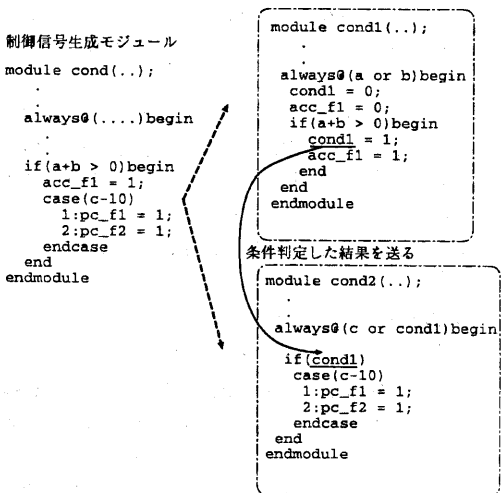 制御信号生成モジュール
module cond(..);
.
.
always@(....)begin
.
.
if(a+b > 0)begin
acc_f1 = 1;
case(c-10)
1:pc_f1 = 1;
2:pc_f2 = 1;
endcase
end
endmodule
module cond1(..);
.
.
always@(a or b)begin
cond1 = 0;
acc_f1 = 0;
if(a+b > 0)begin
cond1 = 1;
acc_f1 = 1;
end
end
endmodule
条件判定した結果を送る
module cond2(..);
.
.
always@(c or cond1)begin
if(cond1)
case(c-10)
1:pc_f1 = 1;
2:pc_f2 = 1;
endcase
end
endmodule